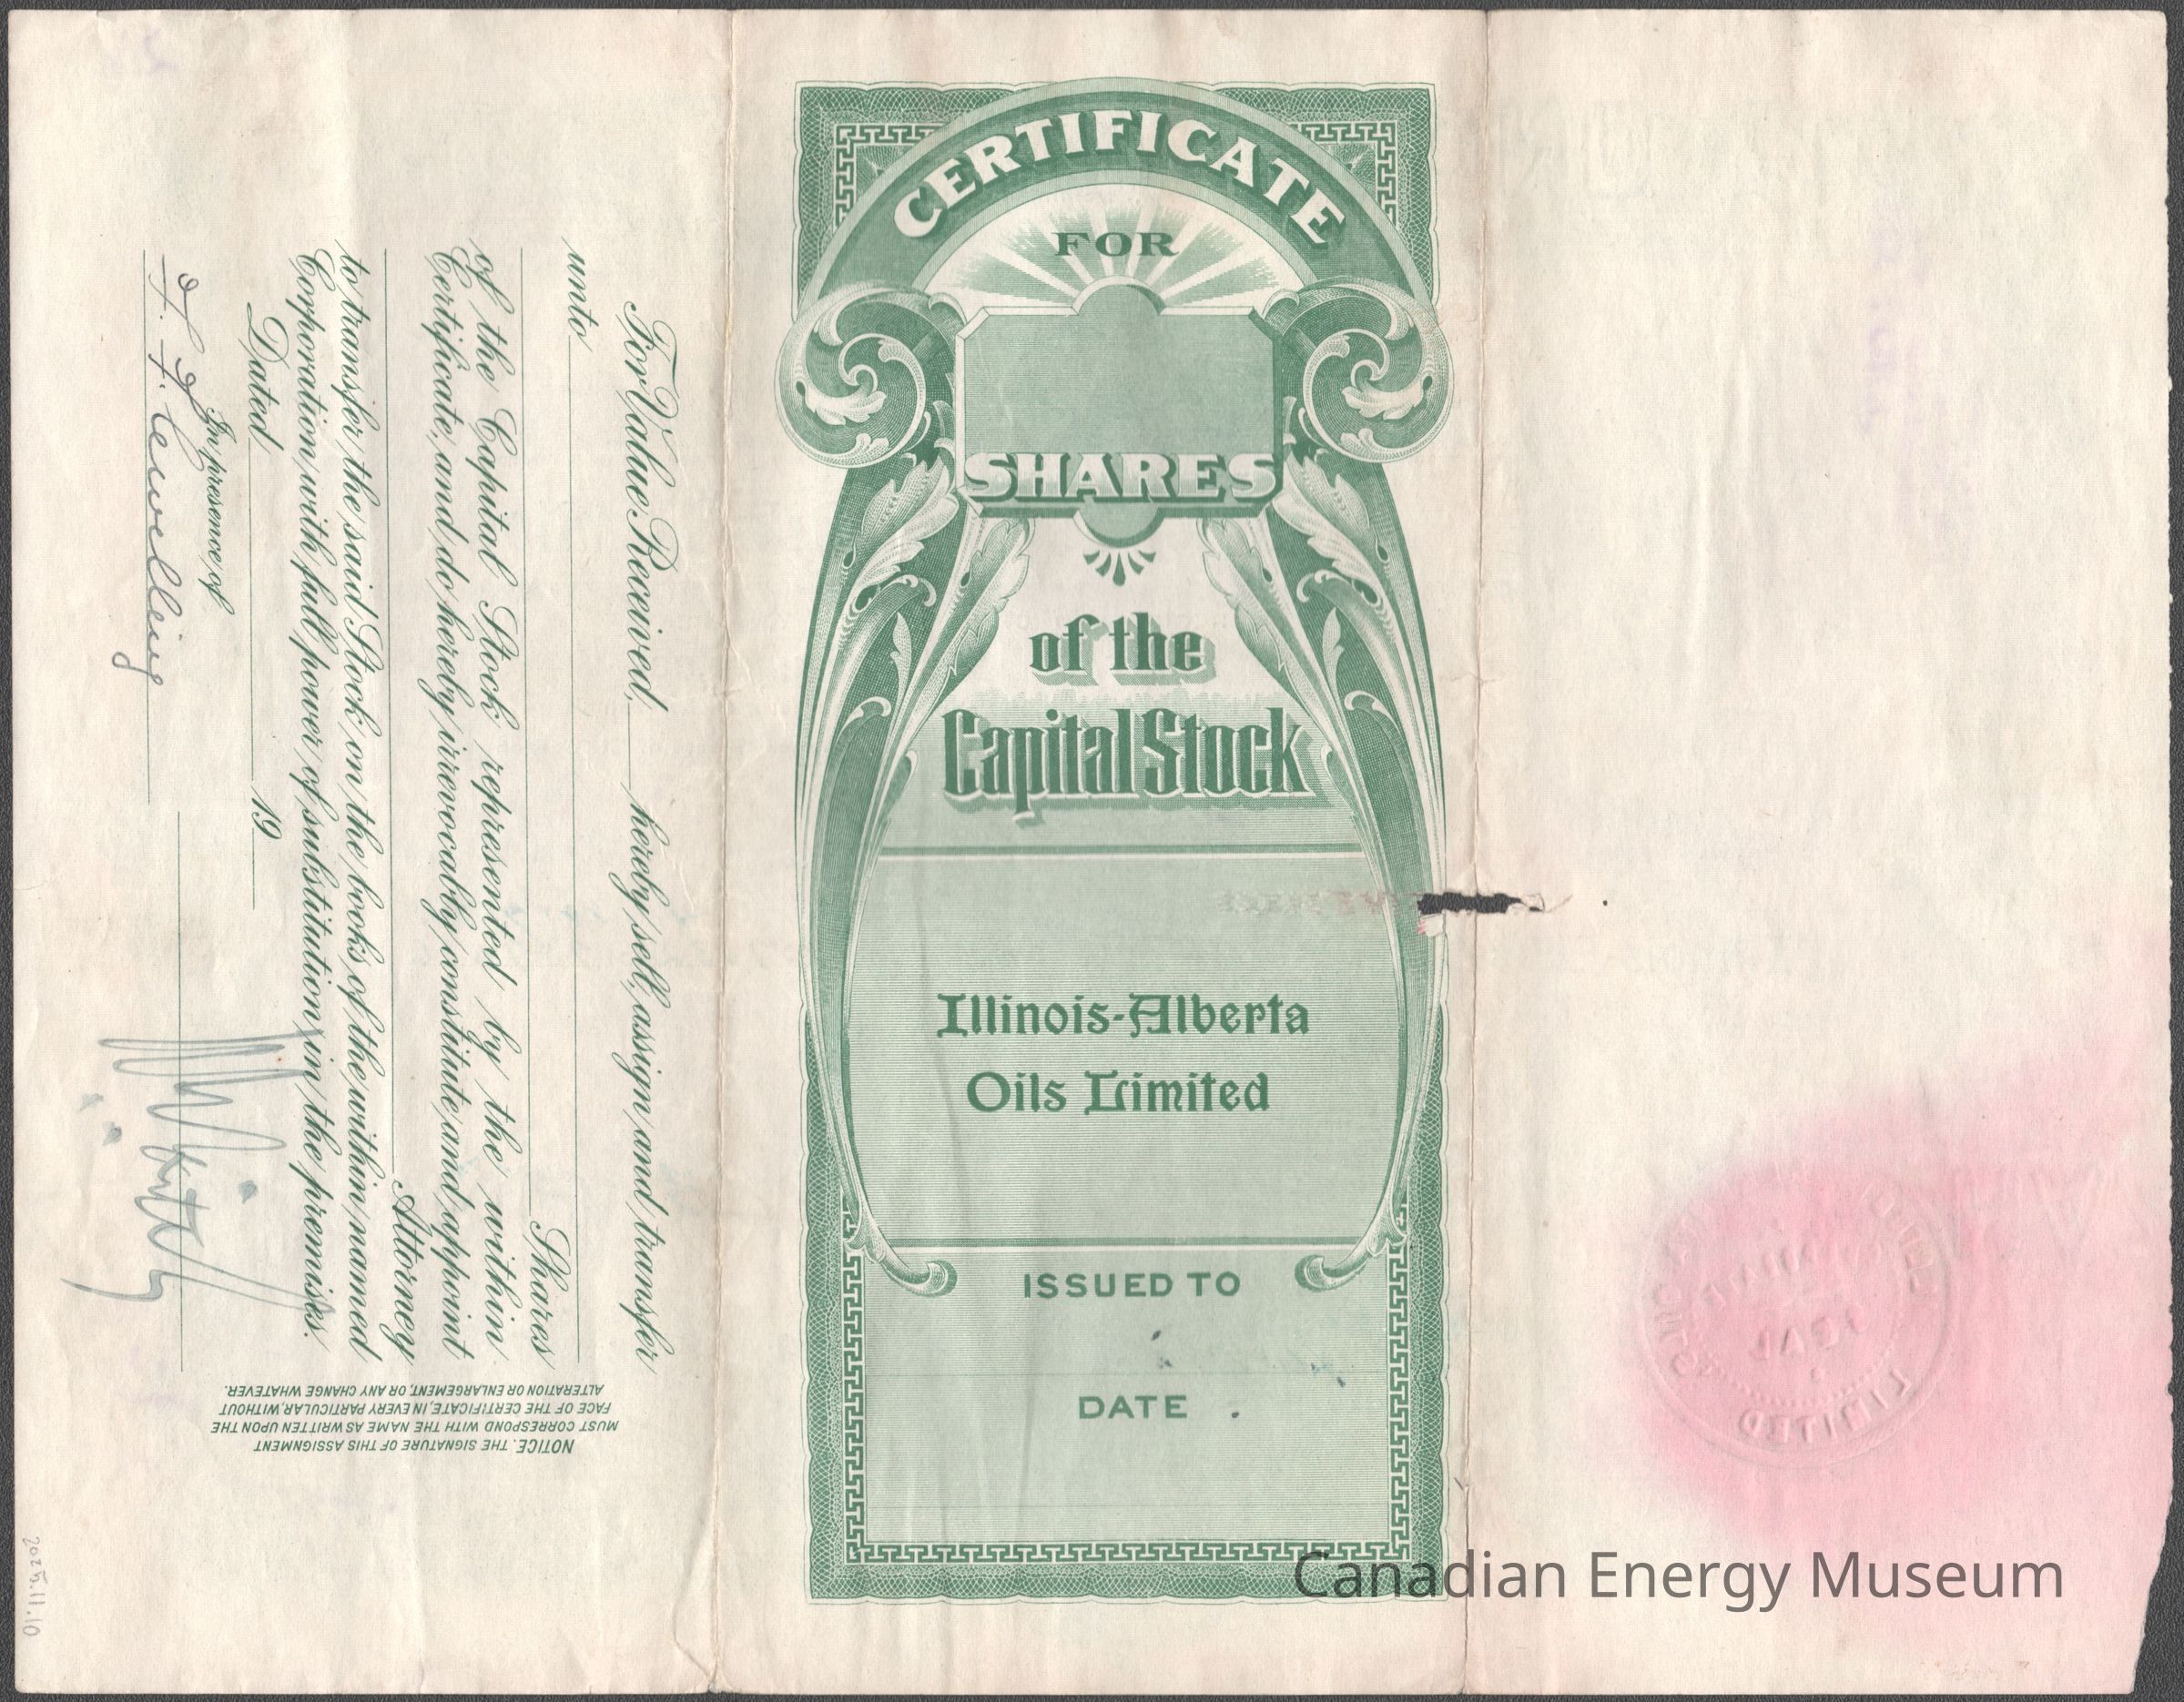 CERTIFICATE
FOR
SHARES
of the
Capital Stock
Illinois-Alberta
Oils Limited
ISSUED TO
DATE
For Value Received, hereby sell, assign and transfer
unto
Shares
of the Capital Stock represented by the within
Certificate, and do hereby irrevocably constitute and appoint
Attorney
to transfer the said Stock on the books of the within named
Corporation, with full power of substitution in the premises.
Dated 19
In presence of
NOTICE. THE SIGNATURE OF THIS ASSIGNMENT
MUST CORRESPOND WITH THE NAME AS WRITTEN UPON THE
FACE OF THE CERTIFICATE, IN EVERY PARTICULAR, WITHOUT
ALTERATION OR ENLARGEMENT, OR ANY CHANGE WHATEVER.
SEAL
LIMITED
Canadian Energy Museum